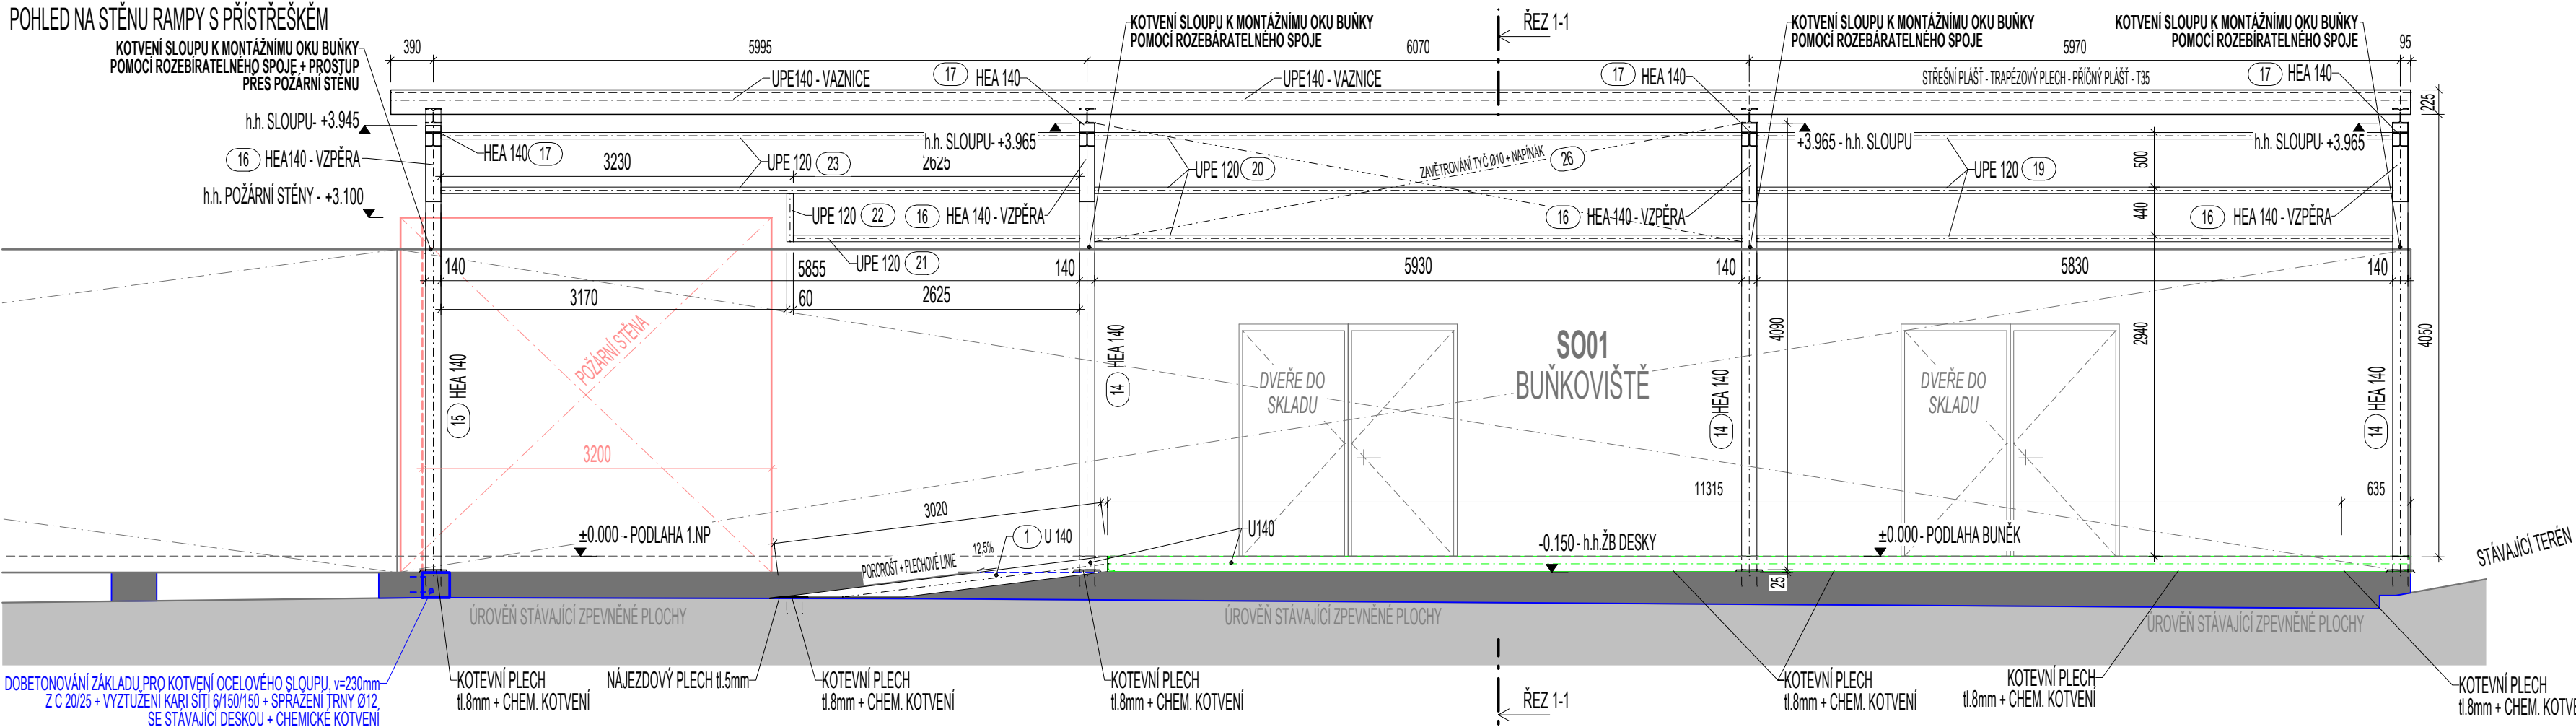 POHLED NA STĚNU RAMPY S PŘÍSTŘEŠKĚM
KOTVENÍ SLOUPU K MONTÁŽNÍMU OKU BUŇKY
POMOCÍ ROZEBÍRATELNÉHO SPOJE + PROSTUP
PŘES POŽÁRNÍ STĚNU
KOTVENÍ SLOUPU K MONTÁŽNÍMU OKU BUŇKY
POMOCÍ ROZEBÁRATELNÉHO SPOJE
ŘEZ 1-1
KOTVENÍ SLOUPU K MONTÁŽNÍMU OKU BUŇKY
POMOCÍ ROZEBÍRATELNÉHO SPOJE
KOTVENÍ SLOUPU K MONTÁŽNÍMU OKU BUŇKY
POMOCÍ ROZEBÍRATELNÉHO SPOJE
390
5995
6070
5970
95
UPE140 - VAZNICE
17 HEA 140
UPE140 - VAZNICE
17 HEA 140
STŘEŠNÍ PLÁŠŤ - TRAPÉZOVÝ PLECH - PŘÍČNÝ PLÁŠŤ - T35
17 HEA 140
225
h.h. SLOUPU- +3.945
h.h. SLOUPU- +3.965
+3.965 - h.h. SLOUPU
h.h. SLOUPU- +3.965
16 HEA140 - VZPĚRA
HEA 140 17
3230
UPE 120 23
2625
UPE 120 20
ZAVĚTROVÁNÍ TYČ Ø10 + NAPÍNÁK 26
UPE 120 19
500
h.h. POŽÁRNÍ STĚNY - +3.100
UPE 120 22
16 HEA 140 - VZPĚRA
16 HEA 140 - VZPĚRA
440
16 HEA 140 - VZPĚRA
UPE 120 21
140
5855
140
5930
140
5830
140
3170
60
2625
POŽÁRNÍ STĚNA
3200
15 HEA 140
14 HEA 140
SO01
BUŇKOVIŠTĚ
DVEŘE DO
SKLADU
14 HEA 140
4090
DVEŘE DO
SKLADU
2940
14 HEA 140
4050
3020
11315
635
±0.000 - PODLAHA 1.NP
POROROŠT + PLECHOVÉ LINIE
12,5%
1 U 140
U140
-0.150 - h.h.ŽB DESKY
±0.000 - PODLAHA BUNĚK
STÁVAJÍCÍ TERÉN
25
ÚROVĚŇ STÁVAJÍCÍ ZPEVNĚNÉ PLOCHY
ÚROVĚŇ STÁVAJÍCÍ ZPEVNĚNÉ PLOCHY
ÚROVĚŇ STÁVAJÍCÍ ZPEVNĚNÉ PLOCHY
DOBETONOVÁNÍ ZÁKLADU PRO KOTVENÍ OCELOVÉHO SLOUPU, v=230mm
Z C 20/25 + VYZTUŽENÍ KARI SÍTÍ 6/150/150 + SPŘAŽENÍ TRNY Ø12
SE STÁVAJÍCÍ DESKOU + CHEMICKÉ KOTVENÍ
KOTEVNÍ PLECH
tl.8mm + CHEM. KOTVENÍ
NÁJEZDOVÝ PLECH tl.5mm
KOTEVNÍ PLECH
tl.8mm + CHEM. KOTVENÍ
KOTEVNÍ PLECH
tl.8mm + CHEM. KOTVENÍ
ŘEZ 1-1
KOTEVNÍ PLECH
tl.8mm + CHEM. KOTVENÍ
KOTEVNÍ PLECH
tl.8mm + CHEM. KOTVENÍ
KOTEVNÍ PLECH
tl.8mm + CHEM. KOTVE